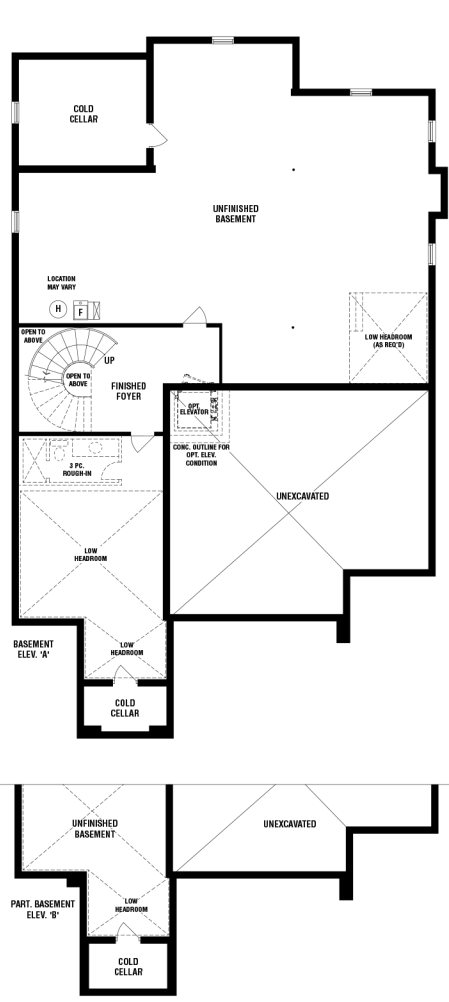 COLD
CELLAR
UNFINISHED
BASEMENT
LOCATION
MAY VARY
H
F
OPEN TO
ABOVE
UP
OPEN TO
ABOVE
FINISHED
FOYER
LOW HEADROOM
(AS REQ'D)
OPT.
ELEVATOR
CONC. OUTLINE FOR
OPT. ELEV.
CONDITION
3 PC.
ROUGH-IN
UNEXCAVATED
LOW
HEADROOM
BASEMENT
ELEV. 'A'
LOW
HEADROOM
COLD
CELLAR
UNFINISHED
BASEMENT
UNEXCAVATED
PART. BASEMENT
ELEV. 'B'
LOW
HEADROOM
COLD
CELLAR